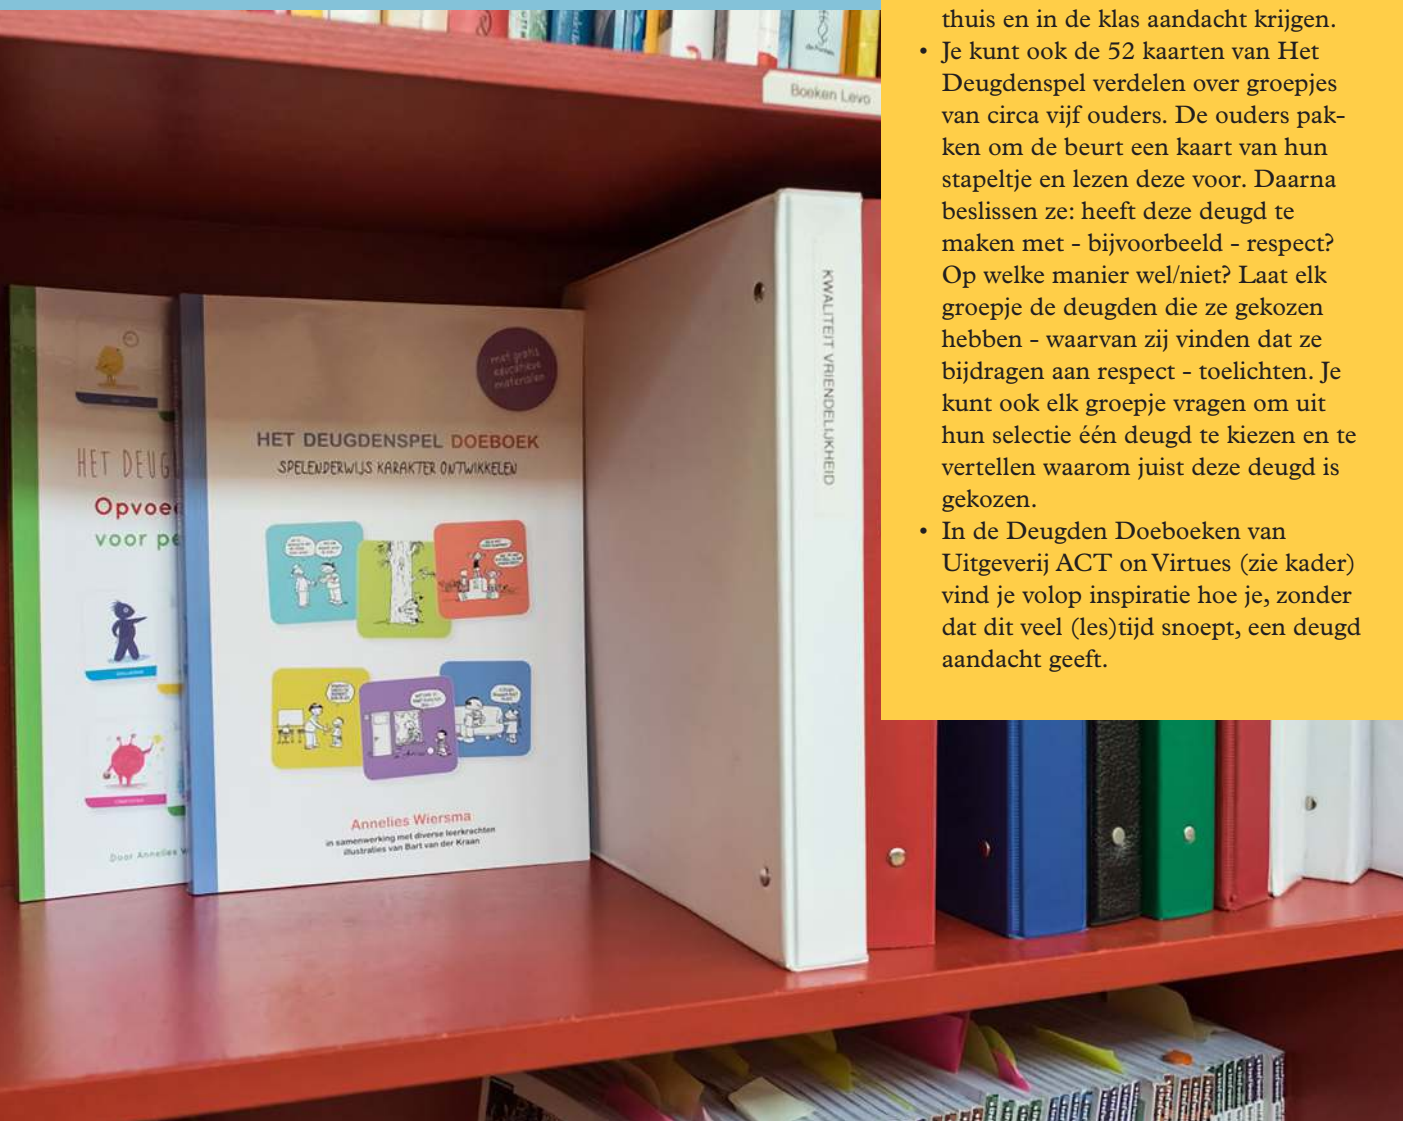 thuis en in de klas aandacht krijgen.
• Je kunt ook de 52 kaarten van Het
Deugdenspel verdelen over groepjes
van circa vijf ouders. De ouders pak-
ken om de beurt een kaart van hun
stapeltje en lezen deze voor. Daarna
beslissen ze: heeft deze deugd te
maken met - bijvoorbeeld - respect?
Op welke manier wel/niet? Laat elk
groepje de deugden die ze gekozen
hebben - waarvan zij vinden dat ze
bijdragen aan respect - toelichten. Je
kunt ook elk groepje vragen om uit
hun selectie één deugd te kiezen en te
vertellen waarom juist deze deugd is
gekozen.
• In de Deugden Doeboeken van
Uitgeverij ACT on Virtues (zie kader)
vind je volop inspiratie hoe je, zonder
dat dit veel (les)tijd snoept, een deugd
aandacht geeft.
Boeken Levo
KWALITEIT VRIENDELIJKHEID
met gratis
educatieve
materialen
HET DEUGDENSPEL DOEBOEK
SPELENDERWIJS KARAKTER ONTWIKKELEN
Annelies Wiersma
in samenwerking met diverse leerkrachten
illustraties van Bart van der Kraan
HET DEUG
Opvoe
voor pe
Door Annelies W